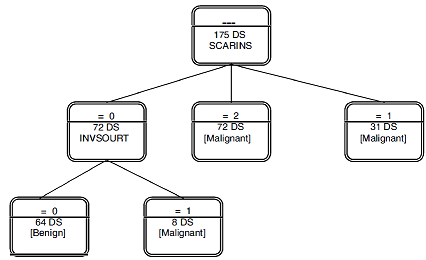 ---
175 DS
SCARINS
= 0
72 DS
INVSOURT
= 2
72 DS
[Malignant]
= 1
31 DS
[Malignant]
= 0
64 DS
[Benign]
= 1
8 DS
[Malignant]